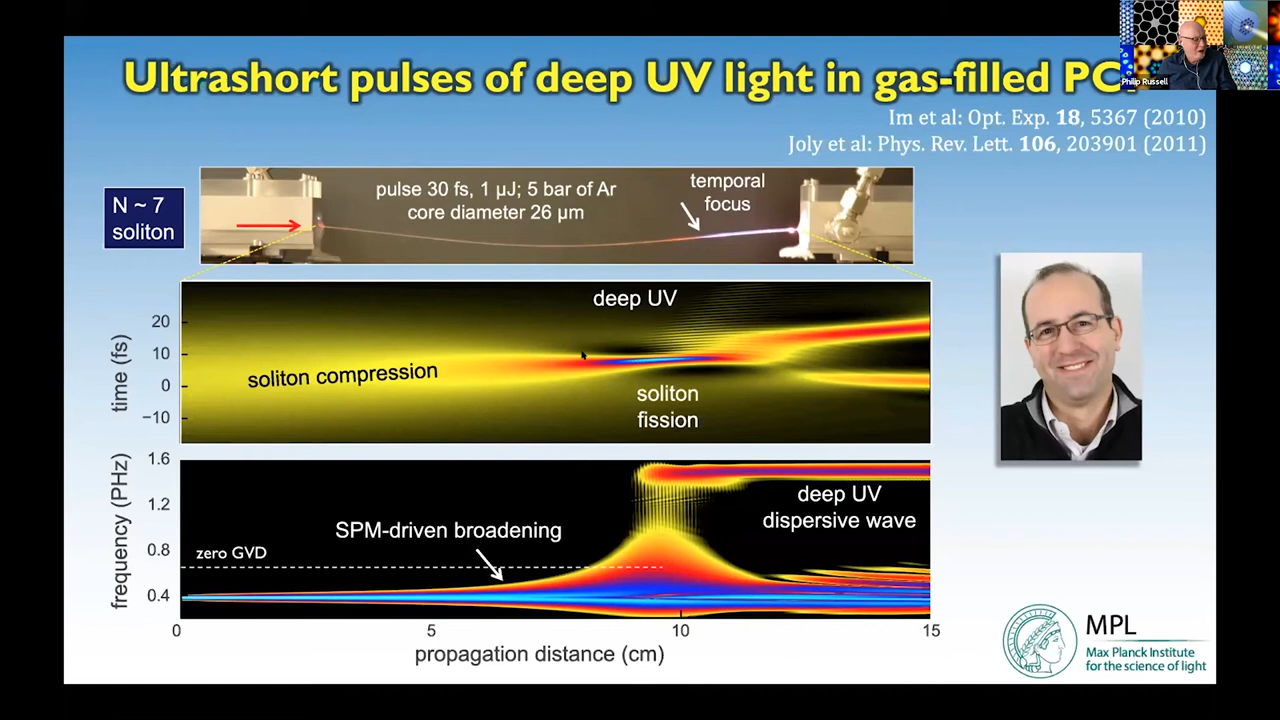 Ultrashort pulses of deep UV light in gas-filled
Philip Russell
Im et al: Opt. Exp. 18, 5367 (2010)
Joly et al: Phys. Rev. Lett. 106, 203901 (2011)
N ~ 7
soliton
pulse 30 fs, 1 µJ; 5 bar of Ar
core diameter 26 µm
temporal
focus
deep UV
soliton compression
soliton
fission
time (fs)
20
10
0
−10
frequency (PHz)
1.6
1.2
0.8
0.4
SPM-driven broadening
zero GVD
deep UV
dispersive wave
0
5
10
15
propagation distance (cm)
MPL
Max Planck Institute
for the science of light